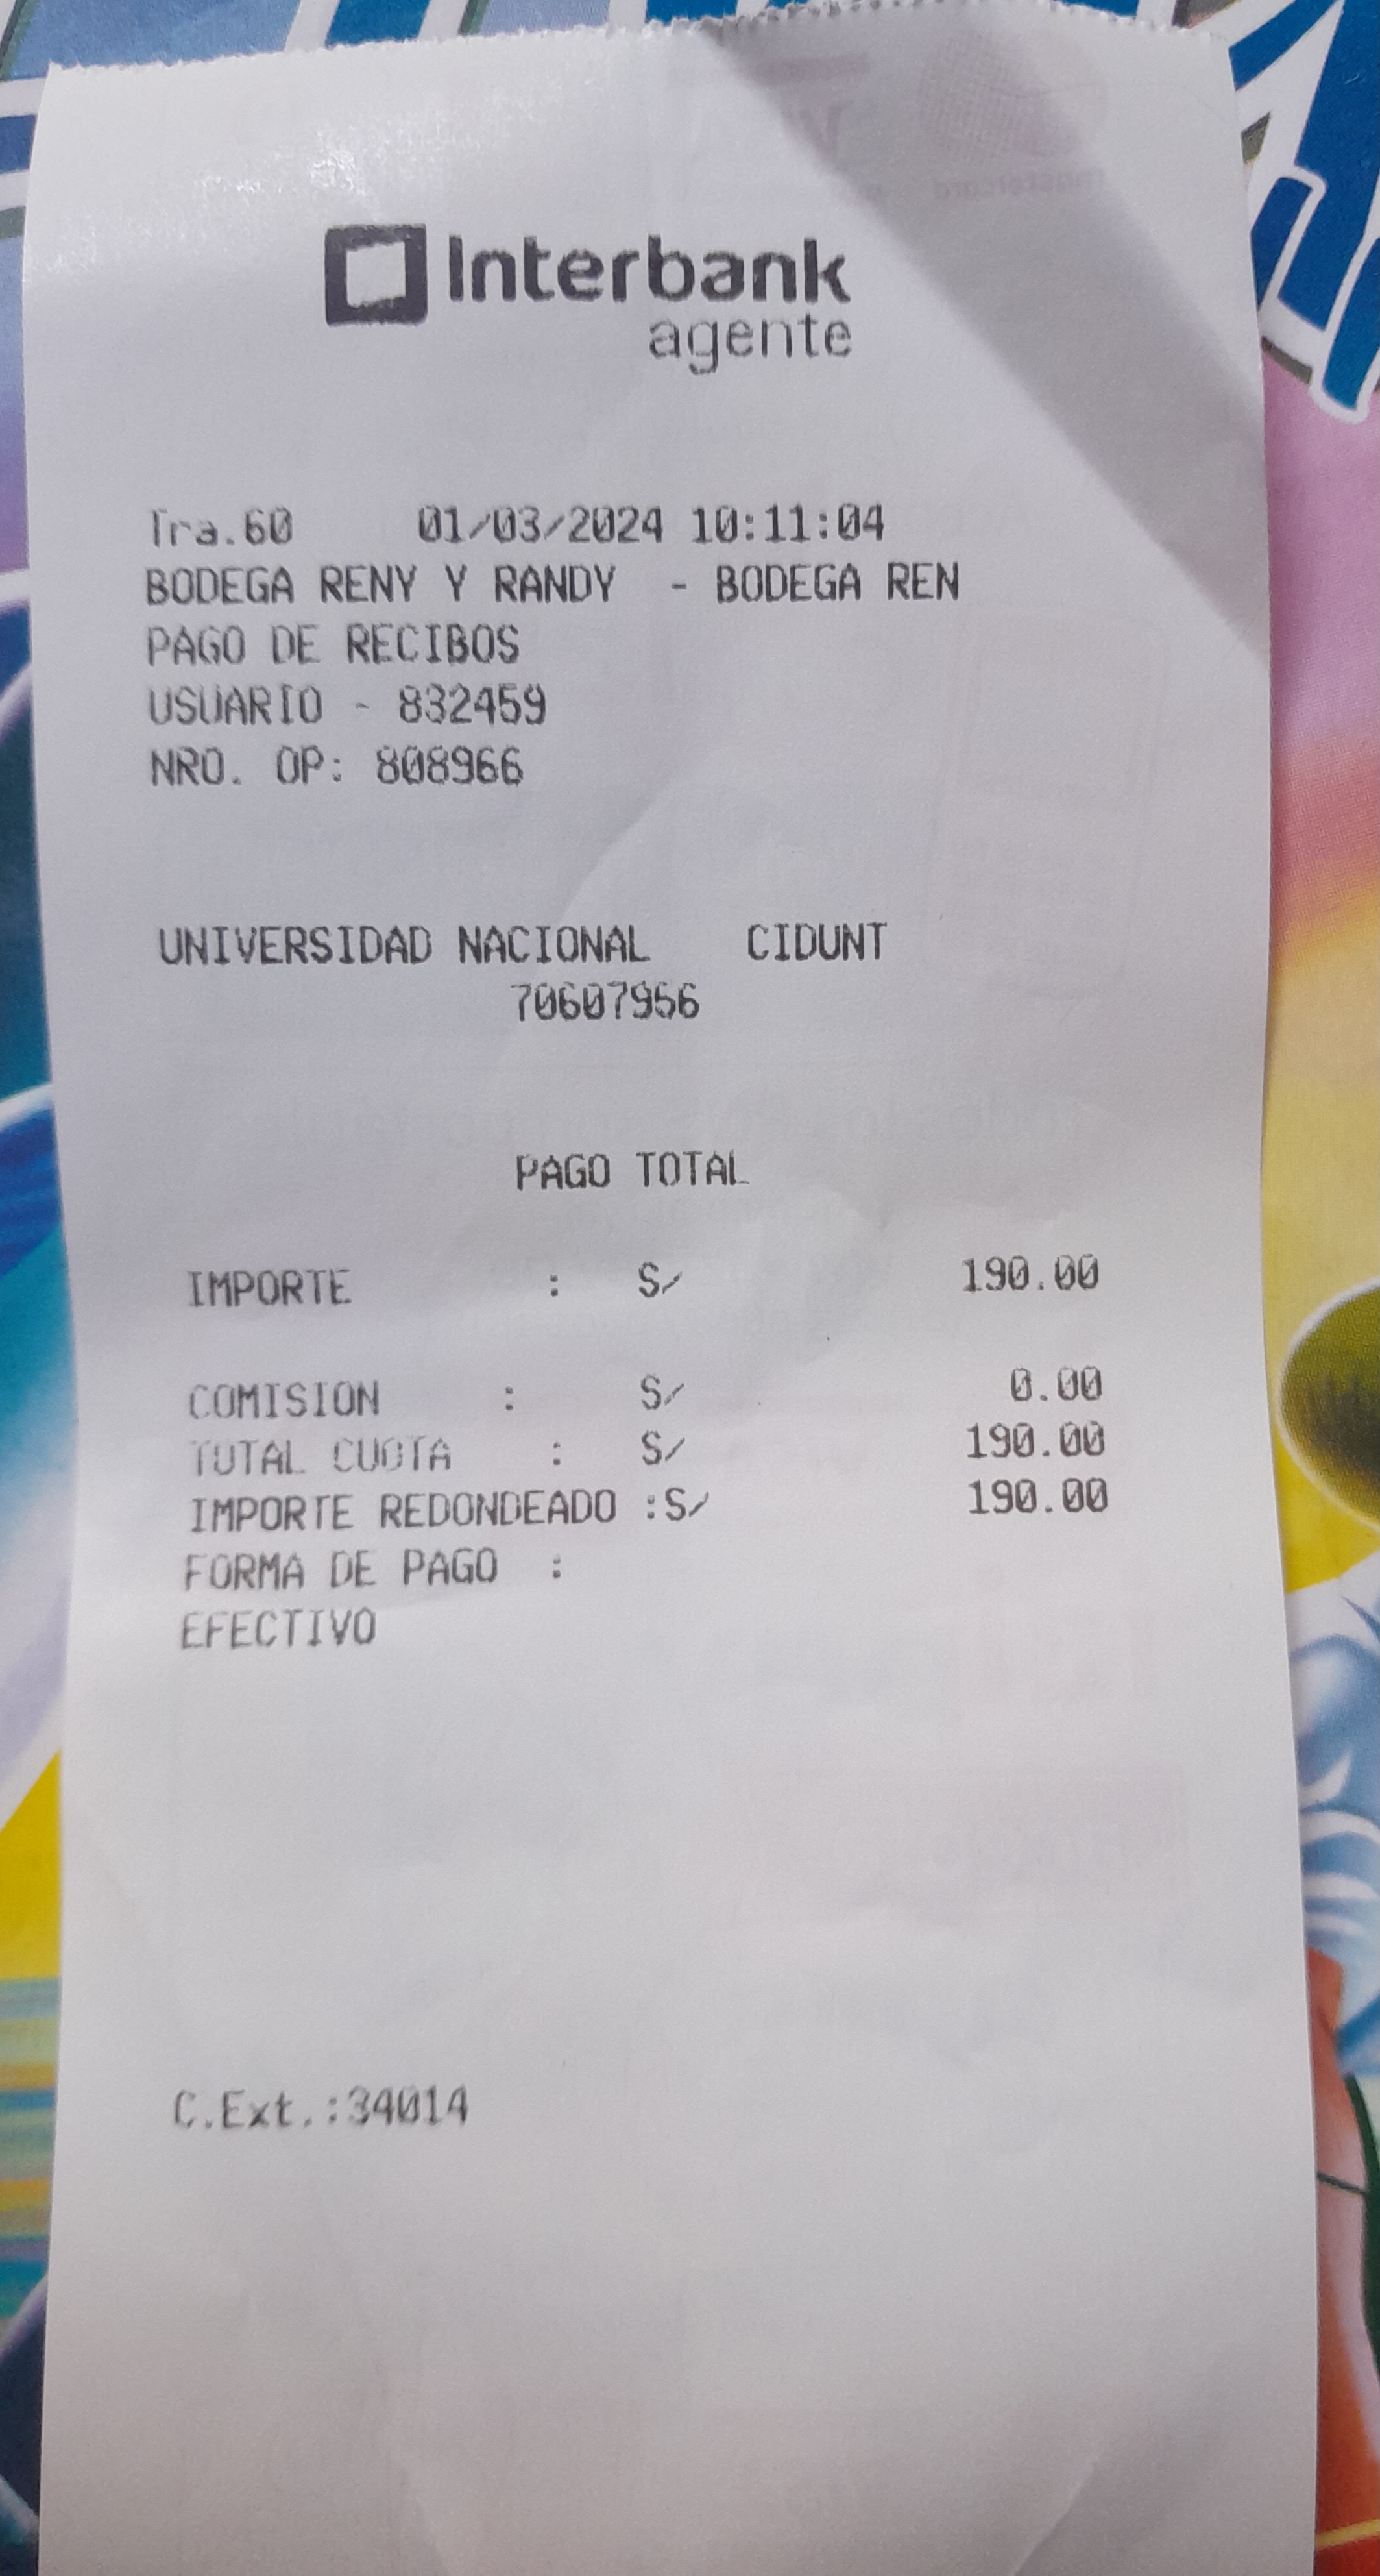 Interbank
agente
Tra.60 01/03/2024 10:11:04
BODEGA RENY Y RANDY - BODEGA REN
PAGO DE RECIBOS
USUARIO - 832459
NRO. OP: 808966
UNIVERSIDAD NACIONAL CIDUNT
70607956
PAGO TOTAL
IMPORTE : S/ 190.00
COMISION : S/ 0.00
TOTAL CUOTA : S/ 190.00
IMPORTE REDONDEADO :S/ 190.00
FORMA DE PAGO :
EFECTIVO
C.Ext.:34014